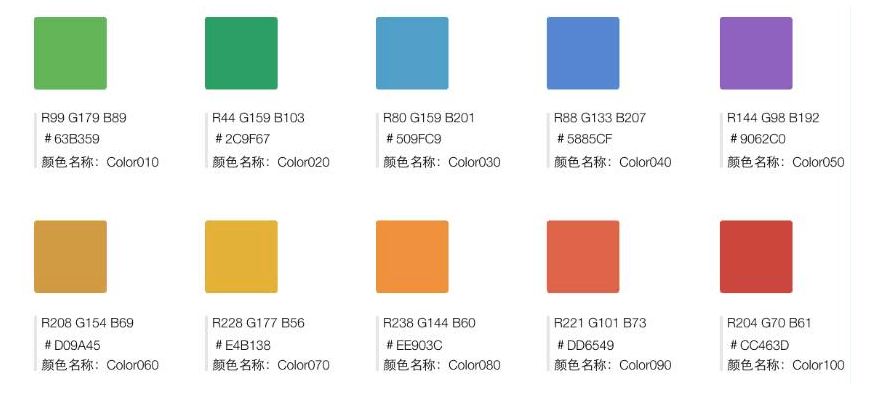 R99 G179 B89
#63B359
颜色名称：Color010
R44 G159 B103
#2C9F67
颜色名称：Color020
R80 G159 B201
#509FC9
颜色名称：Color030
R88 G133 B207
#5885CF
颜色名称：Color040
R144 G98 B192
#9062C0
颜色名称：Color050
R208 G154 B69
#D09A45
颜色名称：Color060
R228 G177 B56
#E4B138
颜色名称：Color070
R238 G144 B60
#EE903C
颜色名称：Color080
R221 G101 B73
#DD6549
颜色名称：Color090
R204 G70 B61
#CC463D
颜色名称：Color100